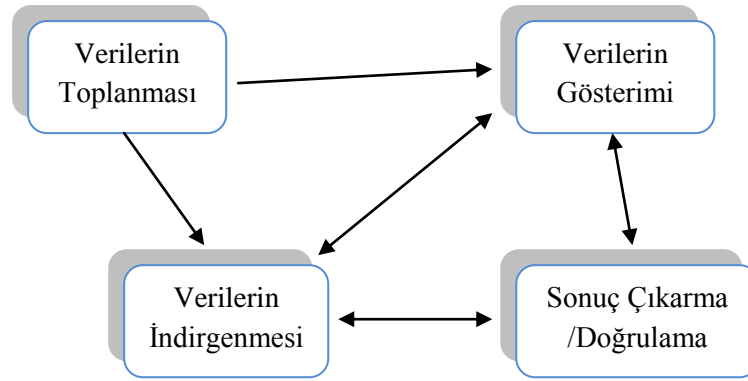 Verilerin
Toplanması
Verilerin
Gösterimi
Verilerin
İndirgenmesi
Sonuç Çıkarma
/Doğrulama